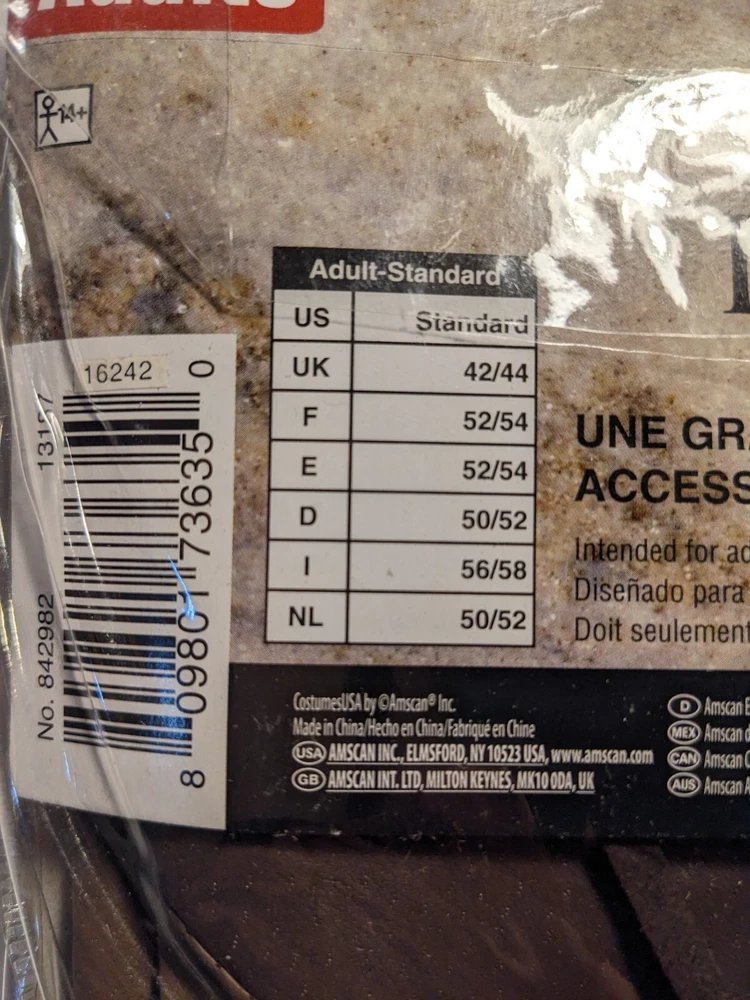 14+
Adult-Standard
US Standard
UK 42/44
F 52/54
E 52/54
D 50/52
I 56/58
NL 50/52
16242
No. 842982
8 09801 73635 0
UNE
ACCESS
Intended for
Diseñado para
Doit seulement
CostumesUSA by ©Amscan® Inc.
Made in China/Hecho en China/Fabriqué en Chine
USA AMSCAN INC., ELMSFORD, NY 10523 USA, www.amscan.com
GB AMSCAN INT. LTD, MILTON KEYNES, MK10 0DA, UK
D Amscan
MEX Amscan
CAN Amscan
AUS Amscan